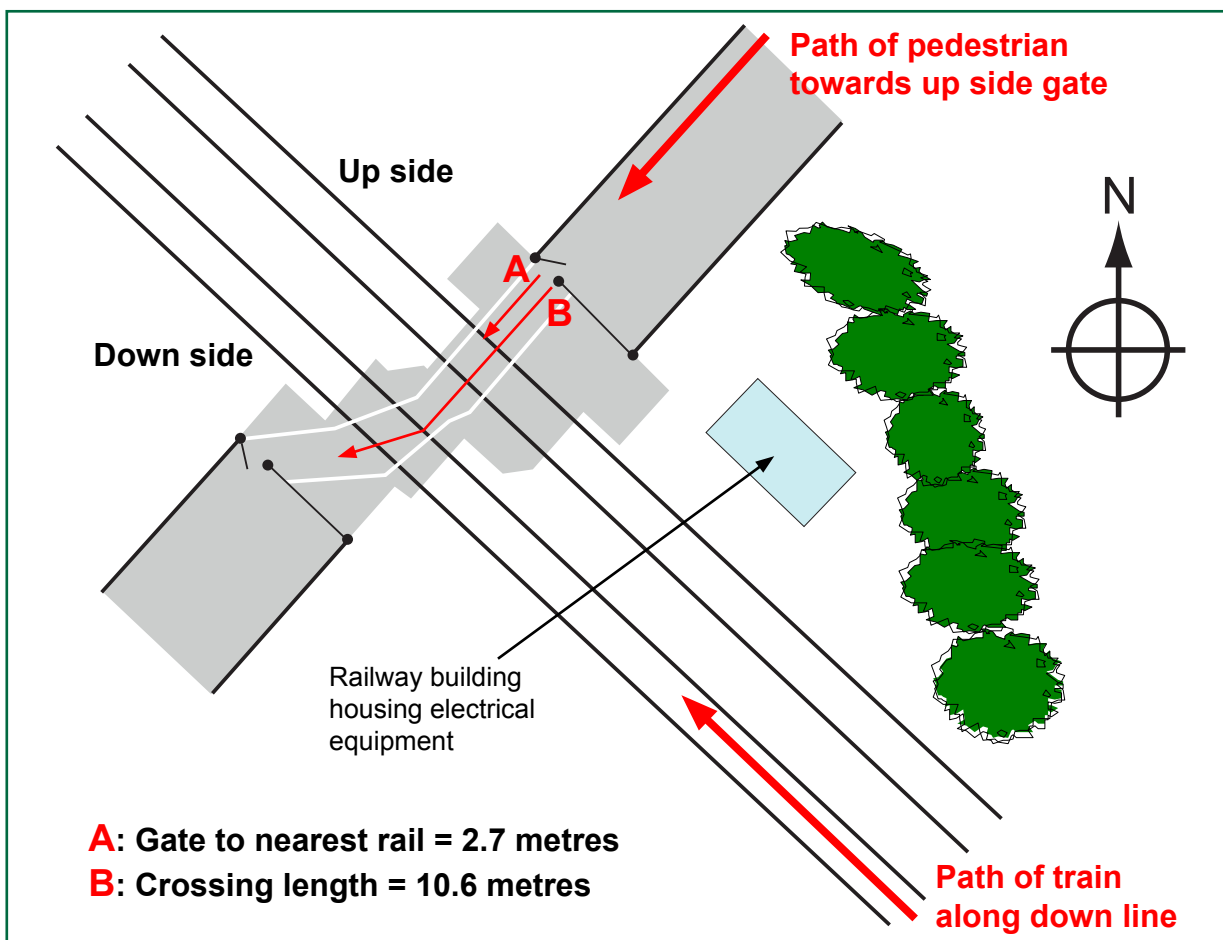 Path of pedestrian
towards up side gate
Up side
N
A
B
Down side
Railway building
housing electrical
equipment
A: Gate to nearest rail = 2.7 metres
B: Crossing length = 10.6 metres
Path of train
along down line